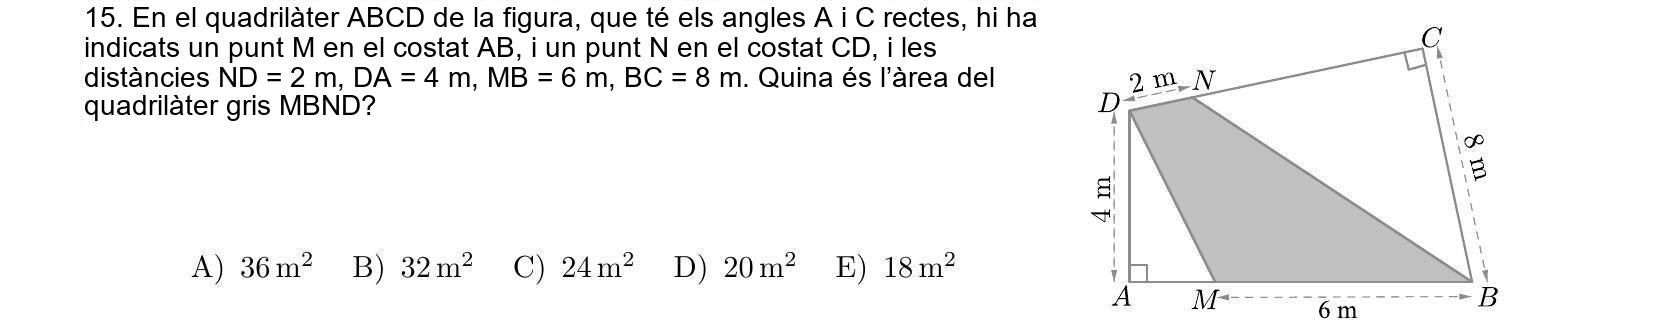 15. En el quadrilàter ABCD de la figura, que té els angles A i C rectes, hi ha
indicats un punt M en el costat AB, i un punt N en el costat CD, i les
distàncies ND = 2 m, DA = 4 m, MB = 6 m, BC = 8 m. Quina és l’àrea del
quadrilàter gris MBND?
A) 36 m² B) 32 m² C) 24 m² D) 20 m² E) 18 m²
C
2 m N
D
8 m
4 m
A M B
6 m